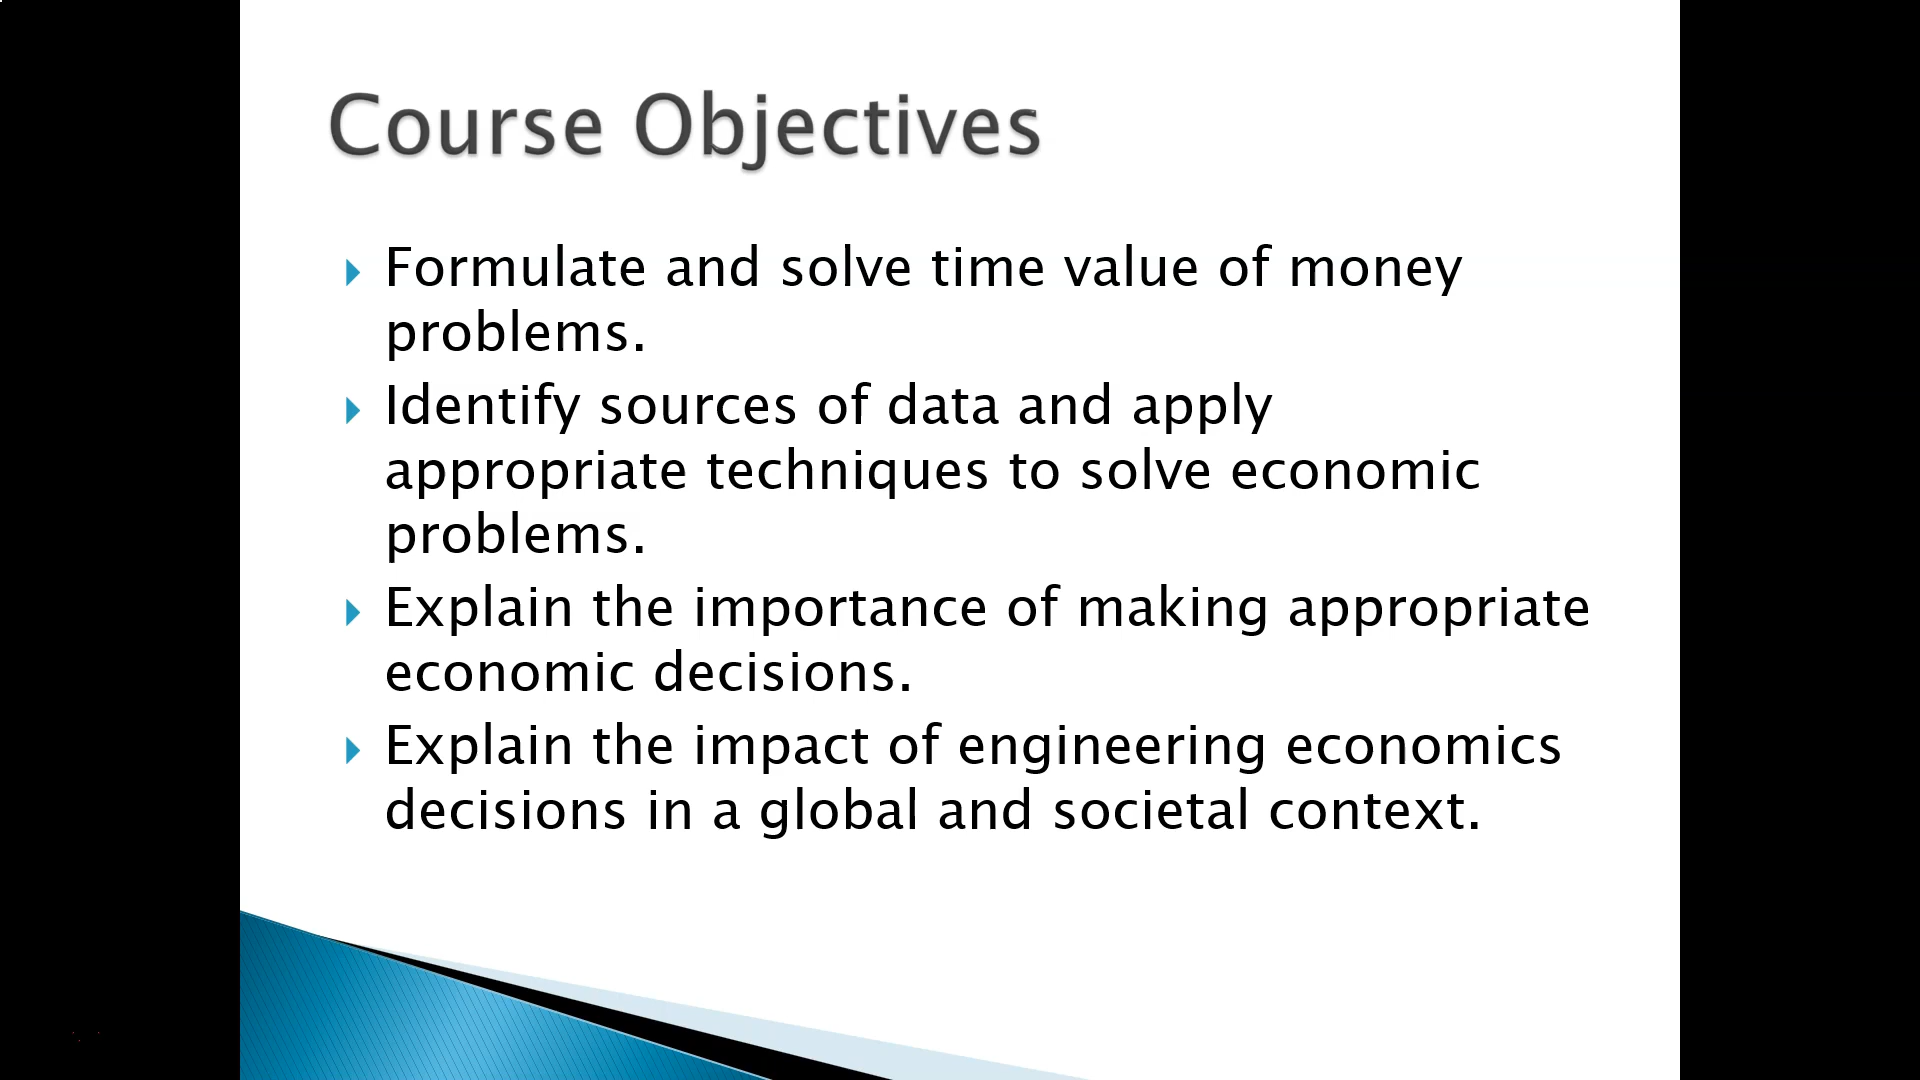 Course Objectives
Formulate and solve time value of money
problems.
Identify sources of data and apply
appropriate techniques to solve economic
problems.
Explain the importance of making appropriate
economic decisions.
Explain the impact of engineering economics
decisions in a global and societal context.